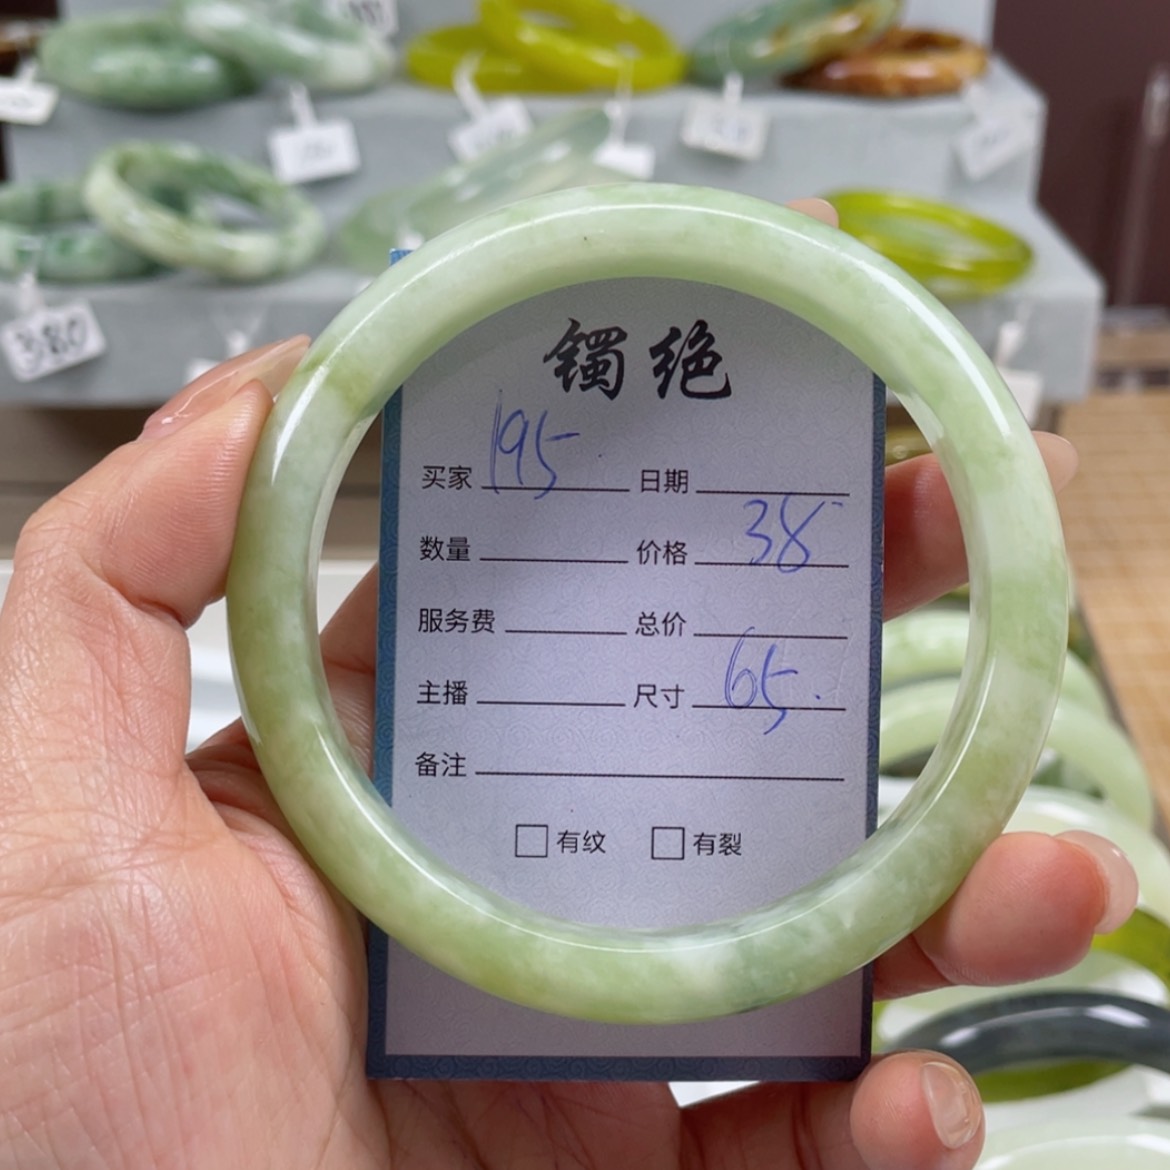 380
镯绝
买家 195 日期
数量 价格 38
服务费 总价
主播 尺寸 65.
备注
有纹 有裂